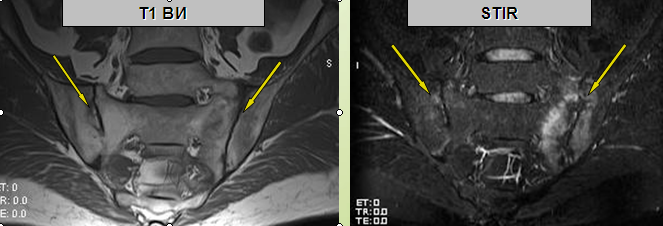 Т1 ВИ
STIR
S
I
ET: 0
TR: 0.0
TE: 0.0
T: 0
R: 0.0
E: 0.0